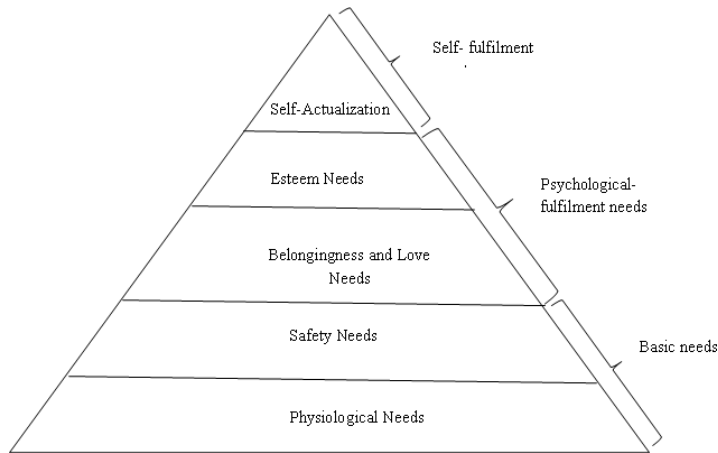 Self- fulfilment
Self-Actualization
Esteem Needs
Psychological-
fulfilment needs
Belongingness and Love
Needs
Safety Needs
Basic needs
Physiological Needs